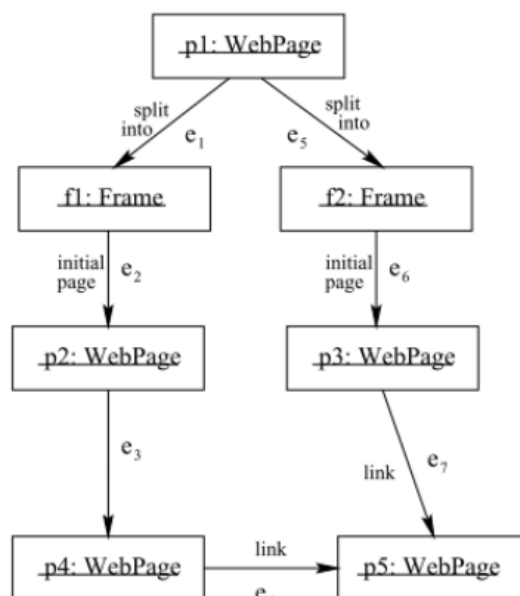 p1: WebPage
split
into
e1
e5
split
into
f1: Frame
f2: Frame
initial
page
e2
initial
page
e6
p2: WebPage
p3: WebPage
e3
link
e7
p4: WebPage
link
p5: WebPage